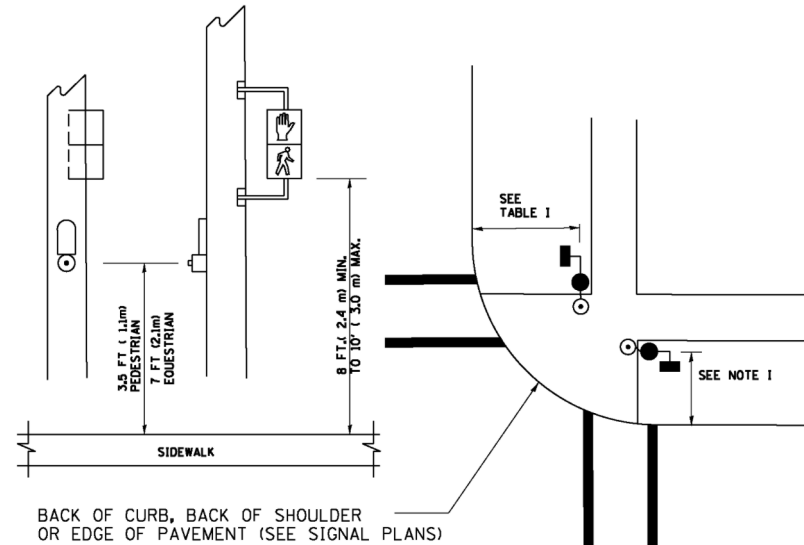 SEE
TABLE I
3.5 FT ( 1.1m)
PEDESTRIAN
7 FT (2.1m)
EQUESTRIAN
8 FT.( 2.4 m) MIN.
TO 10' ( 3.0 m) MAX.
SEE NOTE I
SIDEWALK
BACK OF CURB, BACK OF SHOULDER
OR EDGE OF PAVEMENT (SEE SIGNAL PLANS)